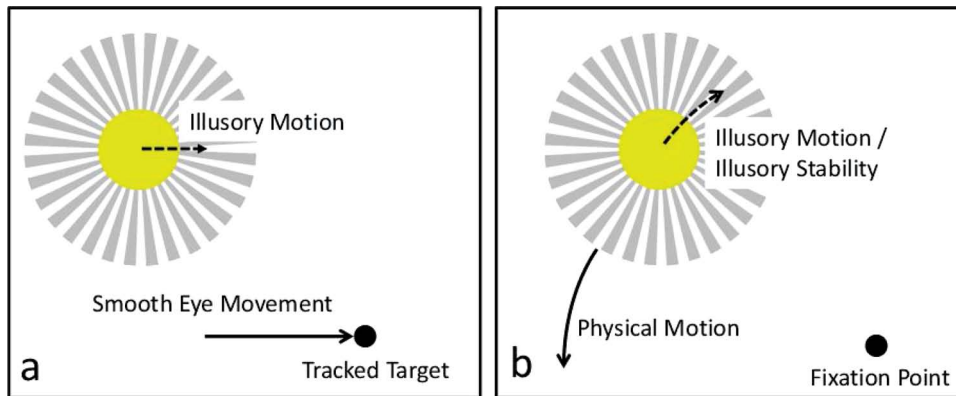 Illusory Motion
Smooth Eye Movement
Tracked Target
a
Illusory Motion /
Illusory Stability
Physical Motion
Fixation Point
b